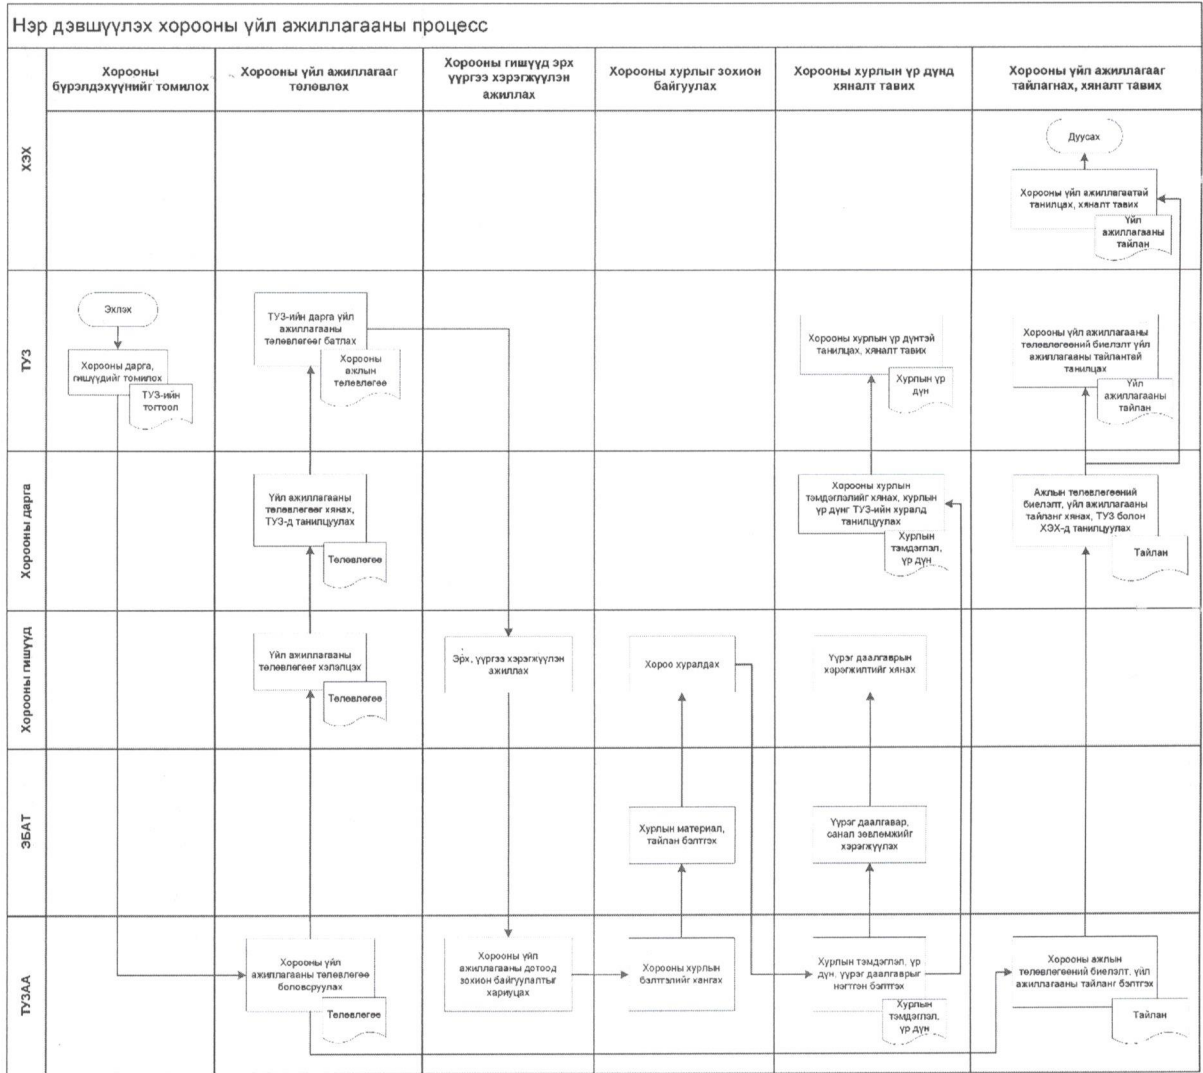 Нэр дэвшүүлэх хорооны үйл ажиллагааны процесс
Хорооны
бүрэлдэхүүнийг томилох
Хорооны үйл ажиллагааг
төлөвлөх
Хорооны гишүүд эрх
үүргээ хэрэгжүүлэн
ажиллах
Хорооны хурлыг зохион
байгуулах
Хорооны хурлын үр дүнд
хяналт тавих
Хорооны үйл ажиллагааг
тайлагнах, хяналт тавих
ХЭХ
Дуусах
Хорооны үйл ажиллагаатай
танилцах, хяналт тавих
Үйл
ажиллагааны
тайлан
ТУЗ
Эхлэх
Хорооны дарга,
гишүүдийг томилох
ТУЗ-ийн
тогтоол
ТУЗ-ийн дарга үйл
ажиллагааны
төлөвлөгөөг батлах
Хорооны
ажлын
төлөвлөгөө
Хорооны хурлын үр дүнтэй
танилцах, хяналт тавих
Хурлын үр
дүн
Хорооны үйл ажиллагааны
төлөвлөгөөний биелэлт үйл
ажиллагааны тайлантай
танилцах
Үйл
ажиллагааны
тайлан
Хорооны дарга
Үйл ажиллагааны
төлөвлөгөөг хянах,
ТУЗ-д танилцуулах
Төлөвлөгөө
Хорооны хурлын
тэмдэглэлийг хянах, хурлын
үр дүнг ТУЗ-ийн хуралд
танилцуулах
Хурлын
тэмдэглэл,
үр дүн
Ажлын төлөвлөгөөний
биелэлт, үйл ажиллагааны
тайланг хянах, ТУЗ болон
ХЭХ-д танилцуулах
Тайлан
Хорооны гишүүд
Үйл ажиллагааны
төлөвлөгөөг хэлэлцэх
Төлөвлөгөө
Эрх, үүргээ хэрэгжүүлэн
ажиллах
Хороо хуралдах
Үүрэг даалгаврын
хэрэгжилтийг хянах
ЭБАТ
Хурлын материал,
тайлан бэлтгэх
Үүрэг даалгавар,
санал зөвлөмжийг
хэрэгжүүлэх
ТУЗАА
Хорооны үйл
ажиллагааны төлөвлөгөө
боловсруулах
Төлөвлөгөө
Хорооны үйл
ажиллагааны дотоод
зохион байгуулалтыг
хариуцах
Хорооны хурлын
бэлтгэлийг хангах
Хурлын тэмдэглэл, үр
дүн, үүрэг даалгаврыг
нэгтгэн бэлтгэх
Хурлын
тэмдэглэл,
үр дүн
Хорооны ажлын
төлөвлөгөөний биелэлт, үйл
ажиллагааны тайланг бэлтгэх
Тайлан